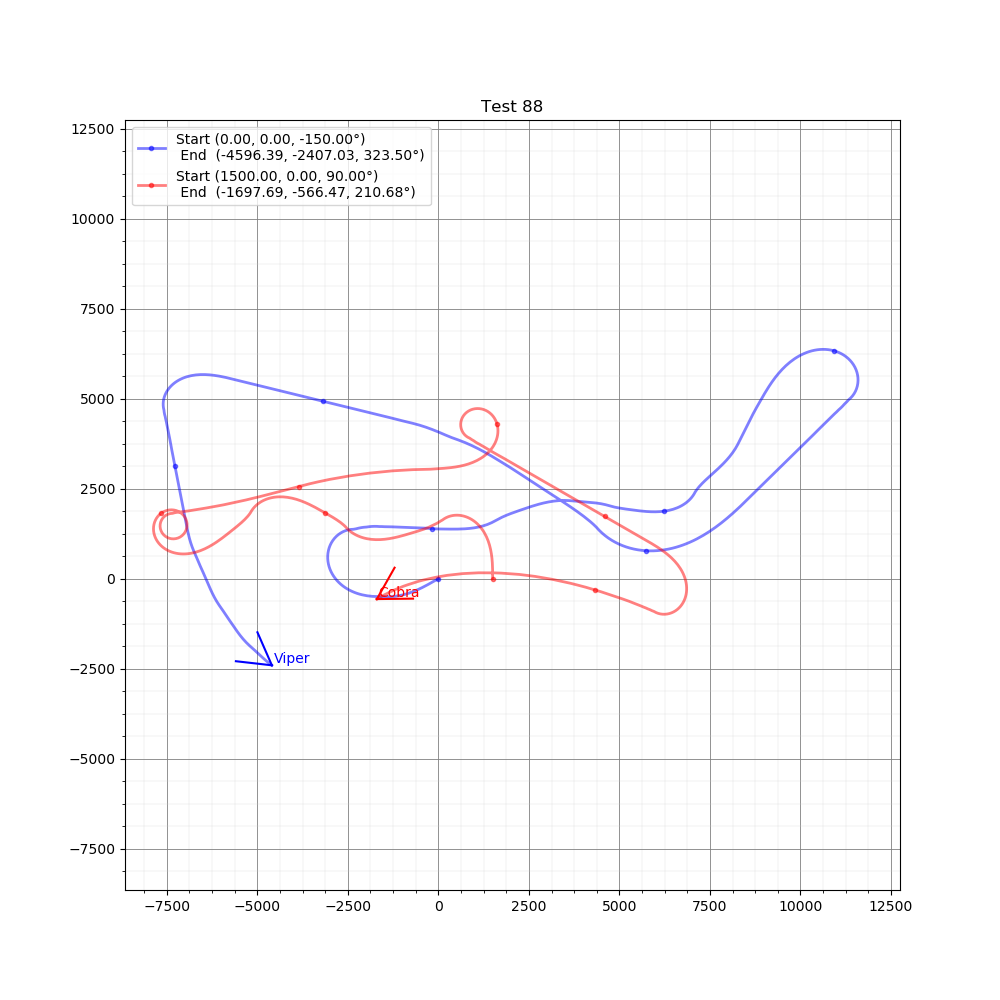 Test 88
Start (0.00, 0.00, -150.00°)
End (-4596.39, -2407.03, 323.50°)
Start (1500.00, 0.00, 90.00°)
End (-1697.69, -566.47, 210.68°)
12500
10000
7500
5000
2500
0
−2500
−5000
−7500
Cobra
Viper
−7500 −5000 −2500 0 2500 5000 7500 10000 12500